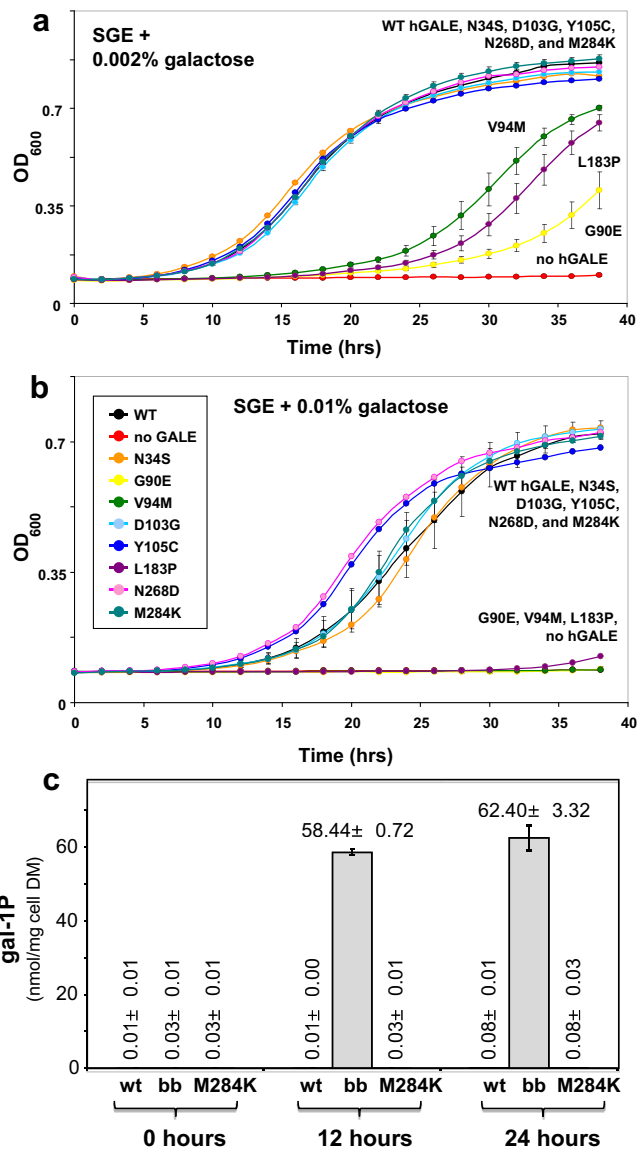 a
SGE +
0.002% galactose
WT hGALE, N34S, D103G, Y105C,
N268D, and M284K
V94M
L183P
G90E
no hGALE
OD600
0.7
0.35
0
0 5 10 15 20 25 30 35 40
Time (hrs)
b
SGE + 0.01% galactose
WT
no GALE
N34S
G90E
V94M
D103G
Y105C
L183P
N268D
M284K
WT hGALE, N34S,
D103G, Y105C,
N268D, and M284K
G90E, V94M, L183P,
no hGALE
OD600
0.7
0.35
0
0 5 10 15 20 25 30 35 40
Time (hrs)
c
gal-1P
(nmol/mg cell DM)
60
40
20
0
0.01± 0.01
0.03± 0.01
0.03± 0.01
0.01± 0.00
58.44± 0.72
0.03± 0.01
0.08± 0.01
62.40± 3.32
0.08± 0.03
wt bb M284K wt bb M284K wt bb M284K
0 hours 12 hours 24 hours